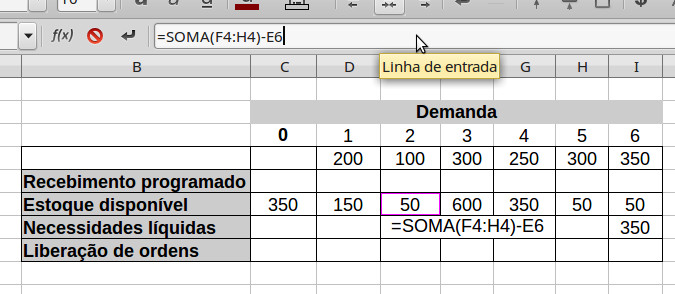 10
f(x) =SOMA(F4:H4)-E6
Linha de entrada
B C D G H I
Demanda
0 1 2 3 4 5 6
200 100 300 250 300 350
Recebimento programado
Estoque disponível 350 150 50 600 350 50 50
Necessidades líquidas =SOMA(F4:H4)-E6 350
Liberação de ordens